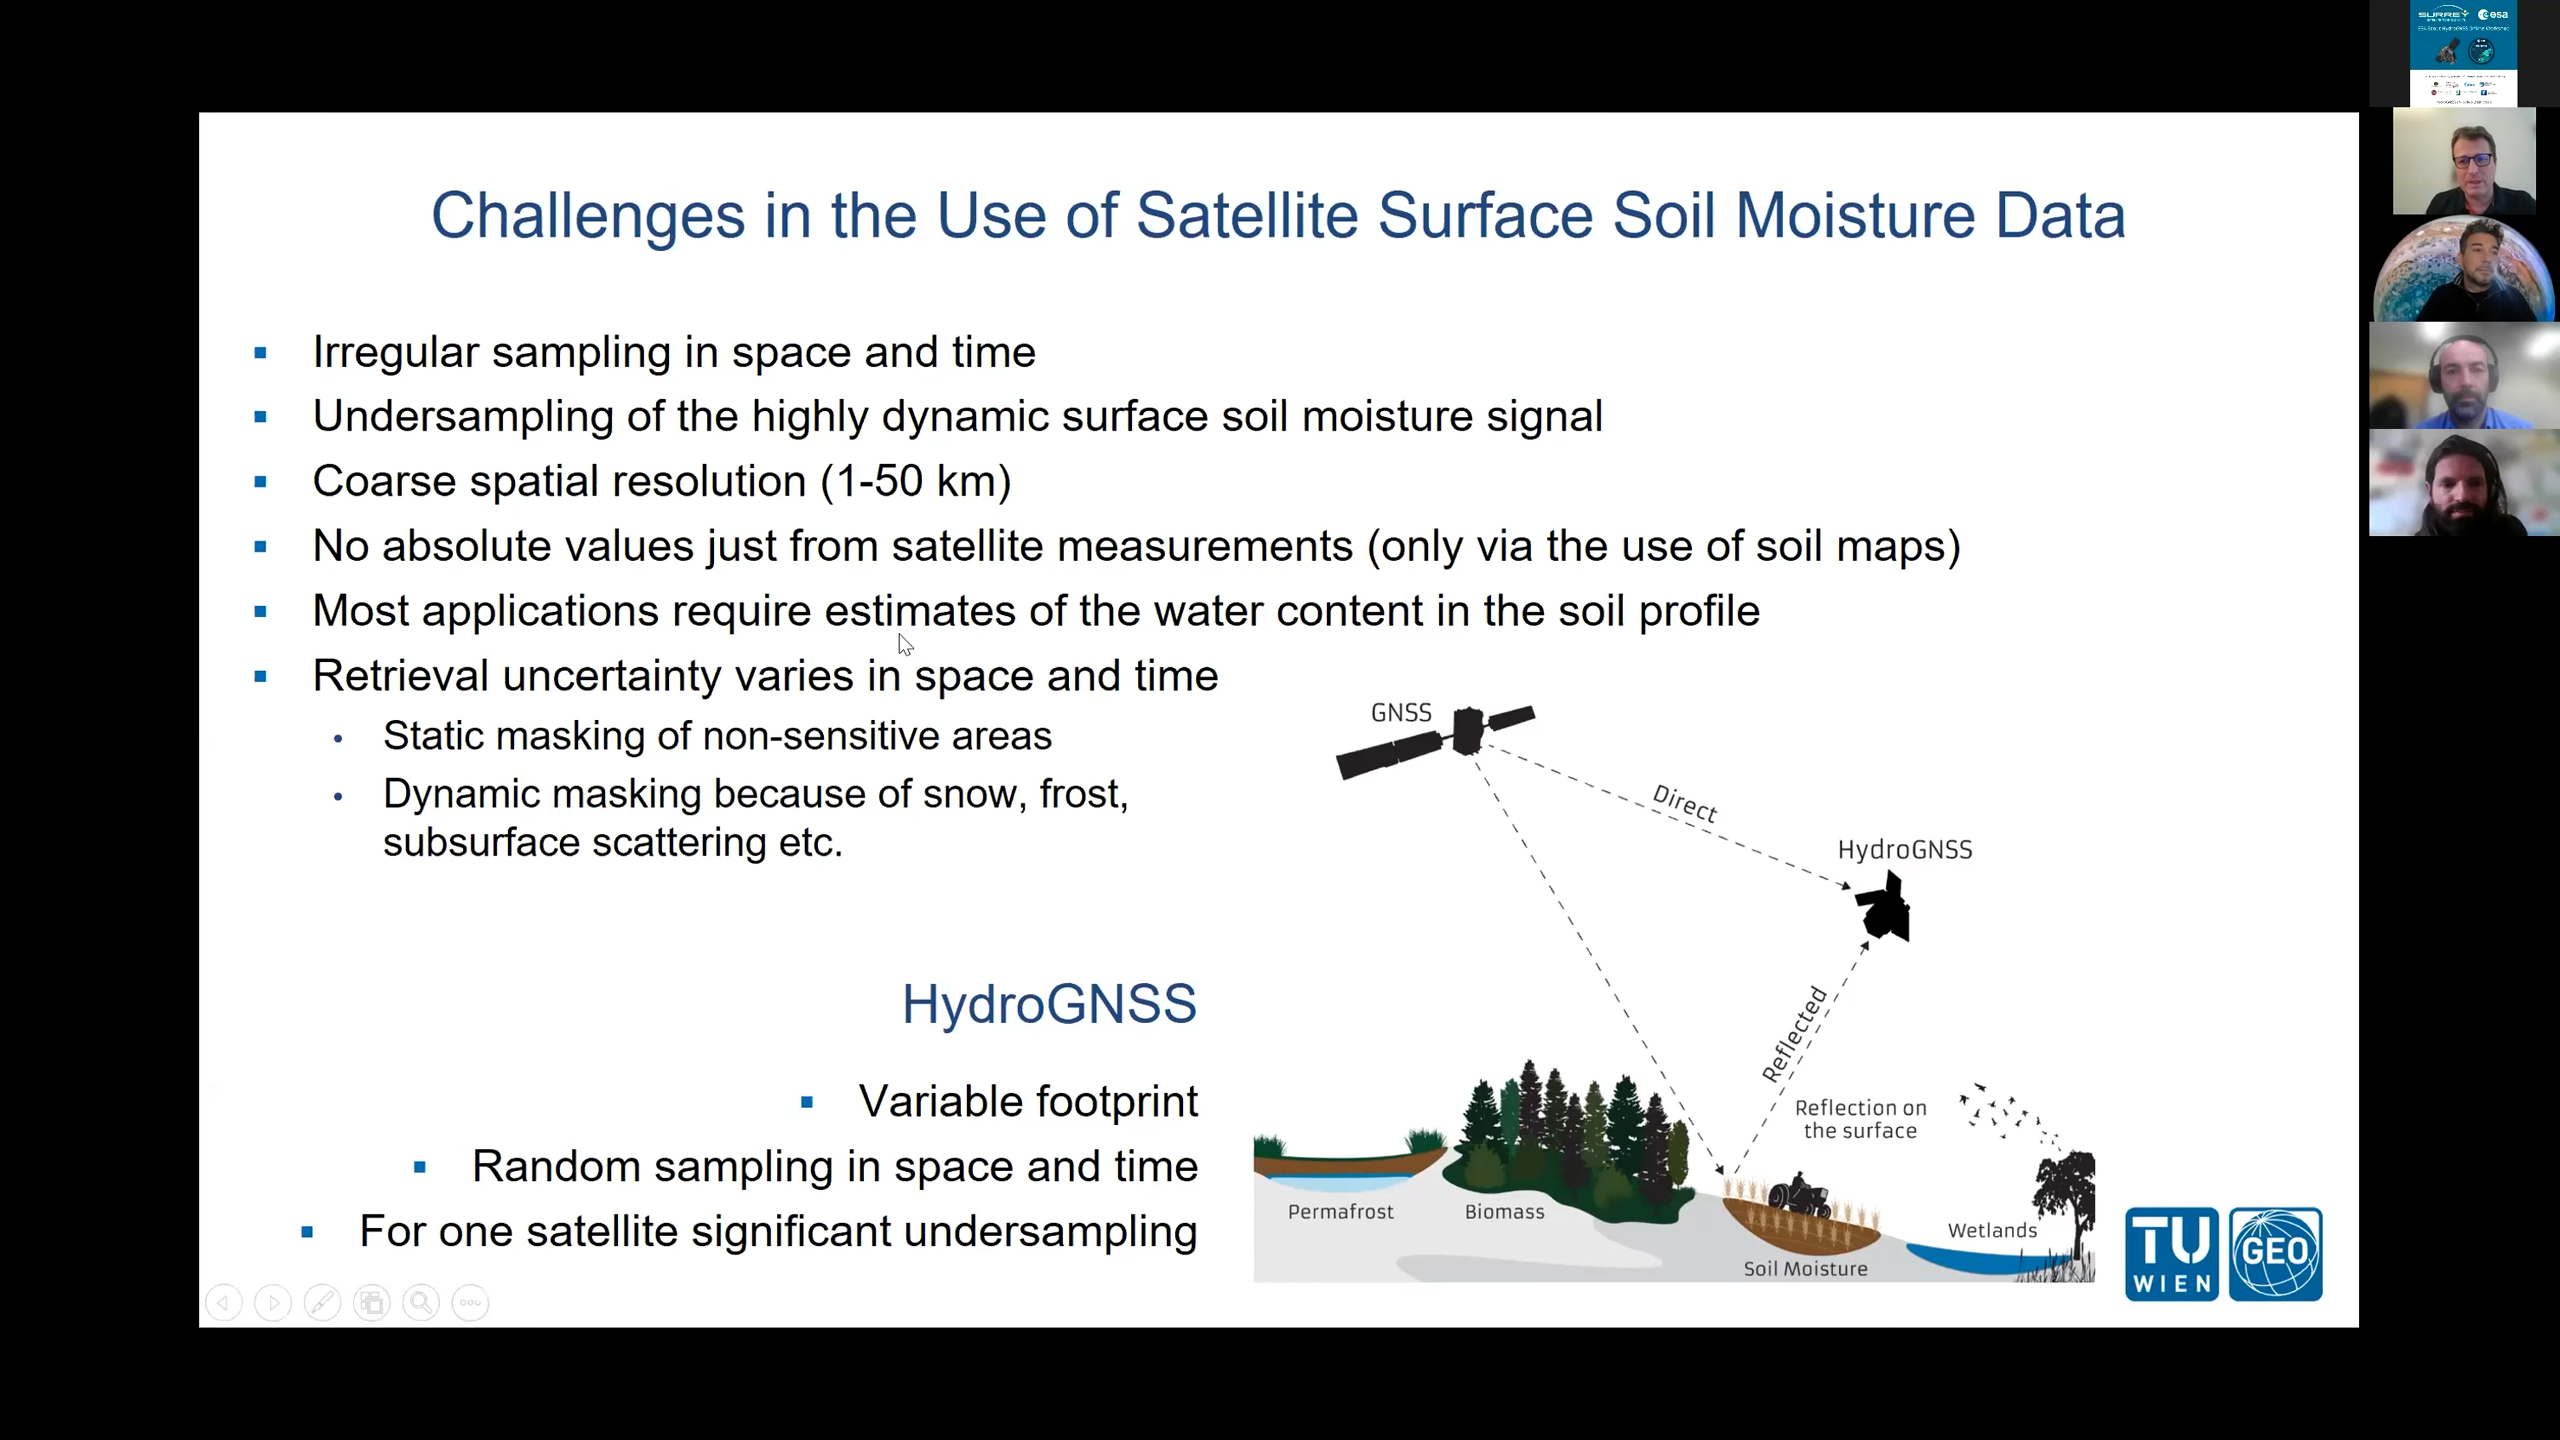 Challenges in the Use of Satellite Surface Soil Moisture Data
Irregular sampling in space and time
Undersampling of the highly dynamic surface soil moisture signal
Coarse spatial resolution (1-50 km)
No absolute values just from satellite measurements (only via the use of soil maps)
Most applications require estimates of the water content in the soil profile
Retrieval uncertainty varies in space and time
Static masking of non-sensitive areas
Dynamic masking because of snow, frost,
subsurface scattering etc.
HydroGNSS
Variable footprint
Random sampling in space and time
For one satellite significant undersampling
GNSS
Direct
HydroGNSS
Reflected
Reflection on
the surface
Permafrost
Biomass
Soil Moisture
Wetlands
TU
WIEN
GEO
SURREY
esa